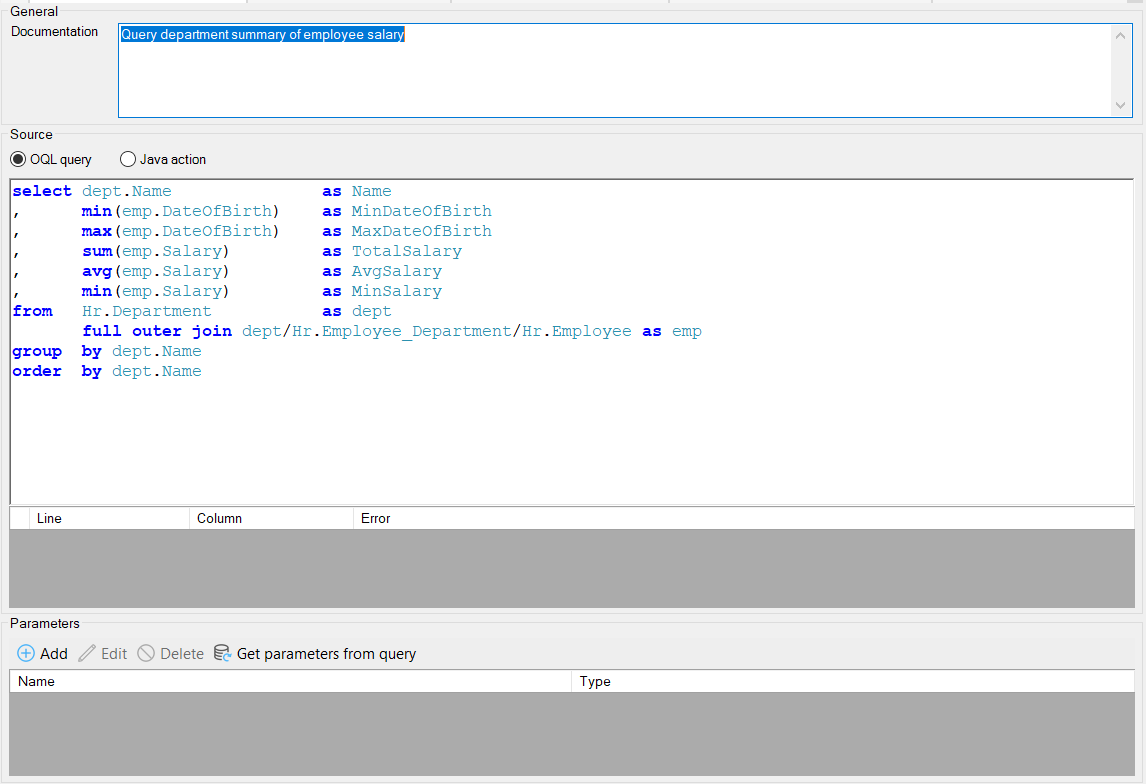 General
Documentation
Query department summary of employee salary
Source
OQL query Java action
select dept.Name as Name
, min(emp.DateOfBirth) as MinDateOfBirth
, max(emp.DateOfBirth) as MaxDateOfBirth
, sum(emp.Salary) as TotalSalary
, avg(emp.Salary) as AvgSalary
, min(emp.Salary) as MinSalary
from Hr.Department as dept
full outer join dept/Hr.Employee_Department/Hr.Employee as emp
group by dept.Name
order by dept.Name
Line Column Error
Parameters
Add Edit Delete Get parameters from query
Name Type